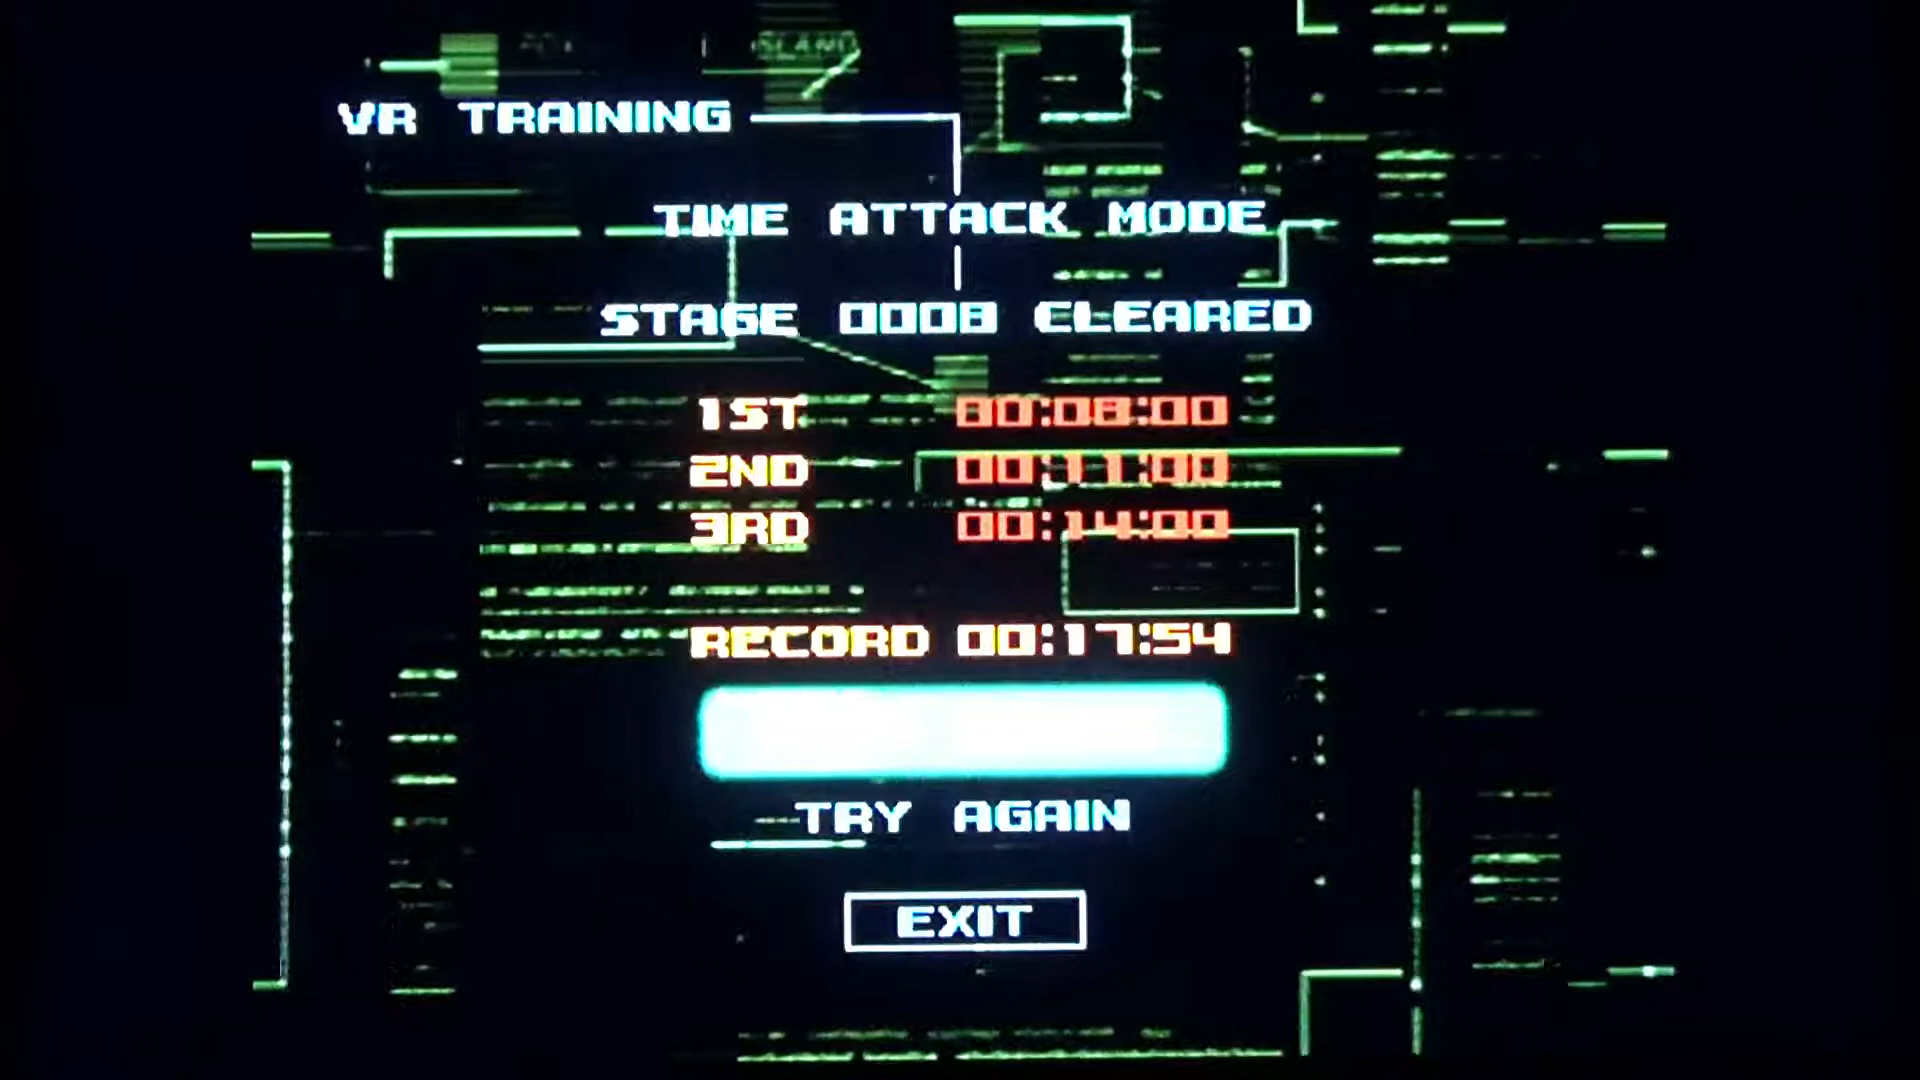 ISLAND
VR TRAINING
TIME ATTACK MODE
STAGE 0008 CLEARED
1ST 00:08:00
2ND 00:11:00
3RD 00:14:00
RECORD 00:17:54
TRY AGAIN
EXIT